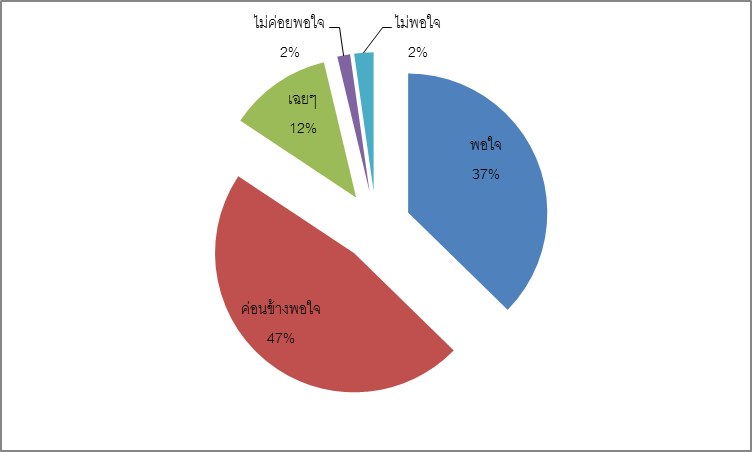 ไม่ค่อยพอใจ
2%
ไม่พอใจ
2%
เฉยๆ
12%
พอใจ
37%
ค่อนข้างพอใจ
47%